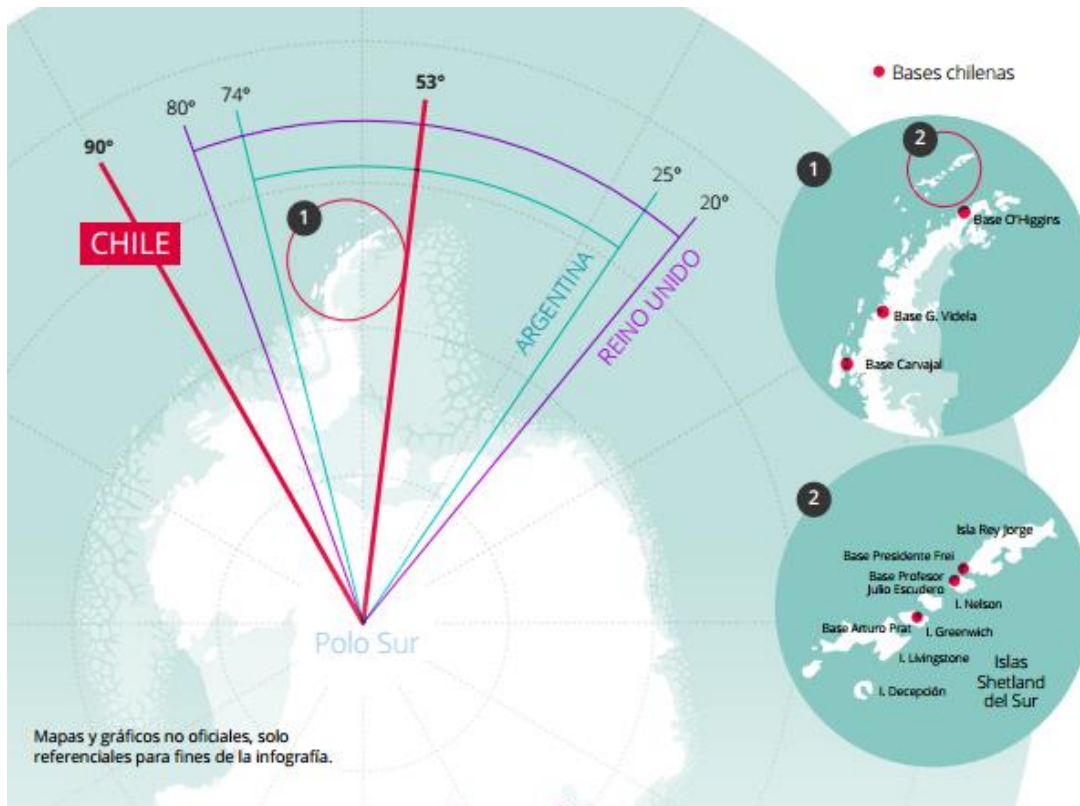 53°
74°
80°
90°
CHILE
1
25°
20°
ARGENTINA
REINO UNIDO
Polo Sur
Mapas y gráficos no oficiales, solo
referenciales para fines de la infografía.
Bases chilenas
1
2
Base O'Higgins
Base G. Videla
Base Carvajal
2
Isla Rey Jorge
Base Presidente Frei
Base Profesor
Julio Escudero
I. Nelson
Base Arturo Prat
I. Greenwich
I. Livingstone
Islas
Shetland
del Sur
I. Decepción